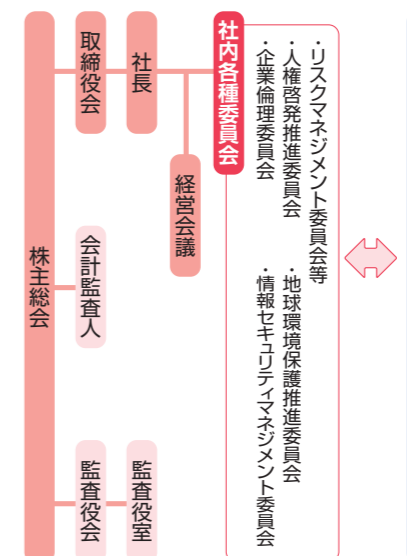 株主総会
取締役会
会計監査人
監査役会
社長
監査役室
経営会議
社内各種委員会
・企業倫理委員会
・情報セキュリティマネジメント委員会
・人権啓発推進委員会
・地球環境保護推進委員会
・リスクマネジメント委員会等